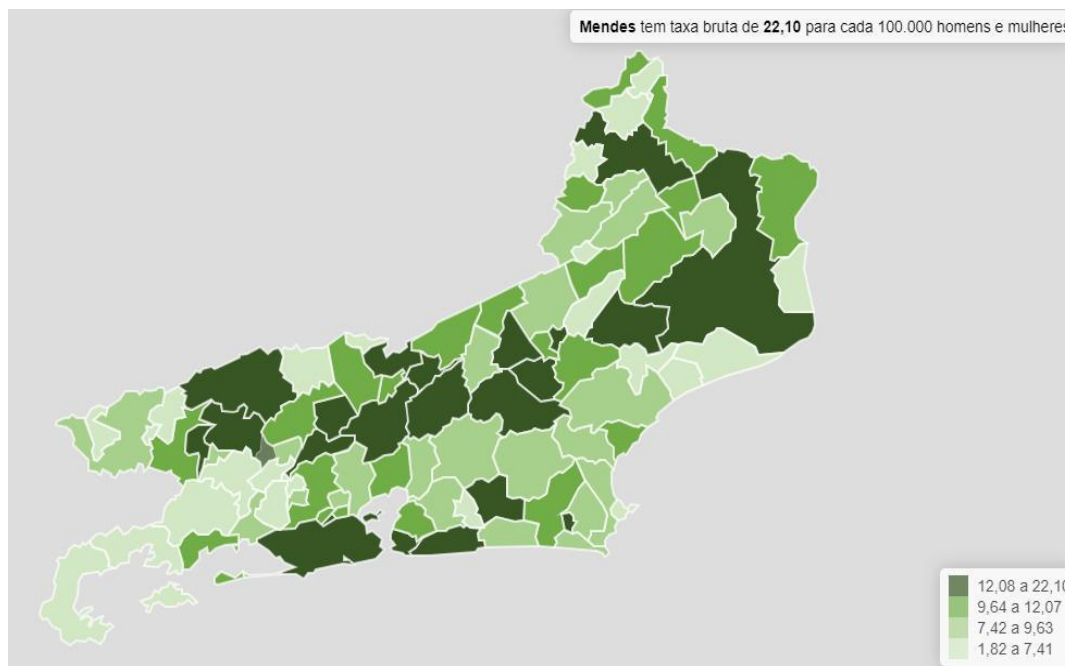 Mendes tem taxa bruta de 22,10 para cada 100.000 homens e mulheres
12,08 a 22,10
9,64 a 12,07
7,42 a 9,63
1,82 a 7,41